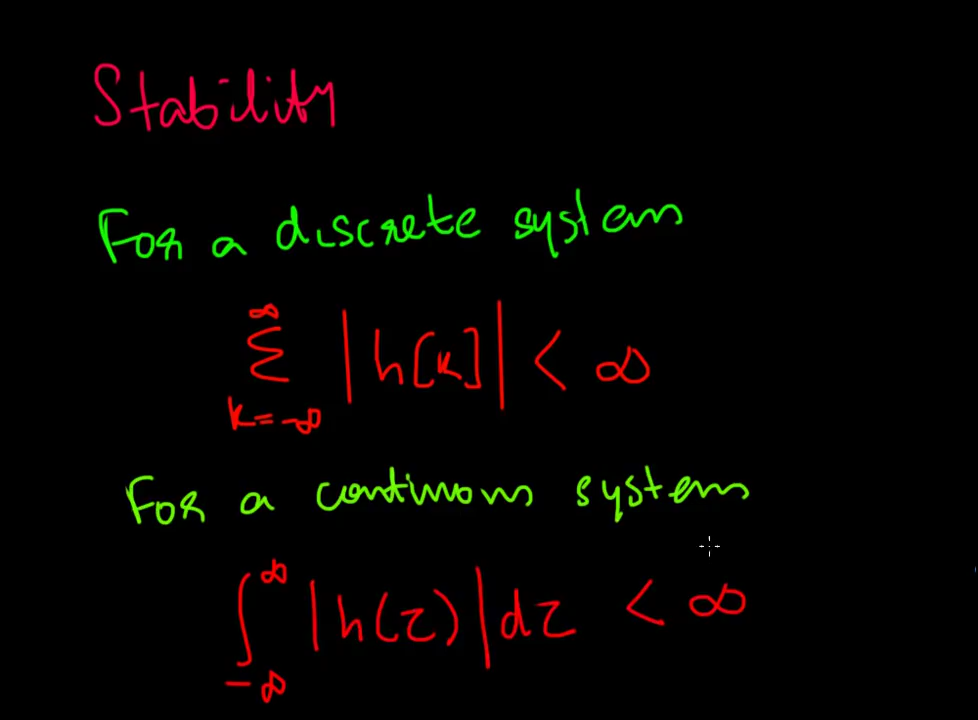 Stability
For a discrete system
∞
∑ |h[k]| < ∞
k=-∞
For a continuous system
∫_{-∞}^{∞} |h(τ)| dτ < ∞